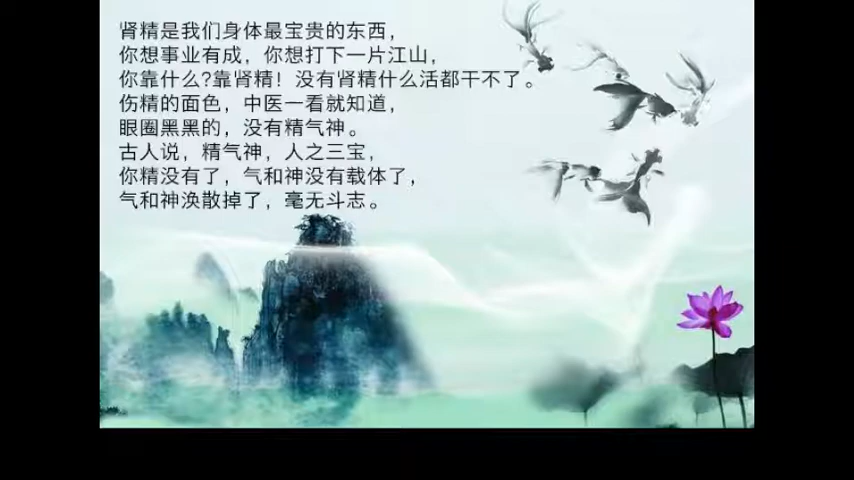 肾精是我们身体最宝贵的东西，
你想事业有成，你想打下一片江山，
你靠什么?靠肾精！没有肾精什么活都干不了。
伤精的面色，中医一看就知道，
眼圈黑黑的，没有精气神。
古人说，精气神，人之三宝，
你精没有了，气和神没有载体了，
气和神涣散掉了，毫无斗志。